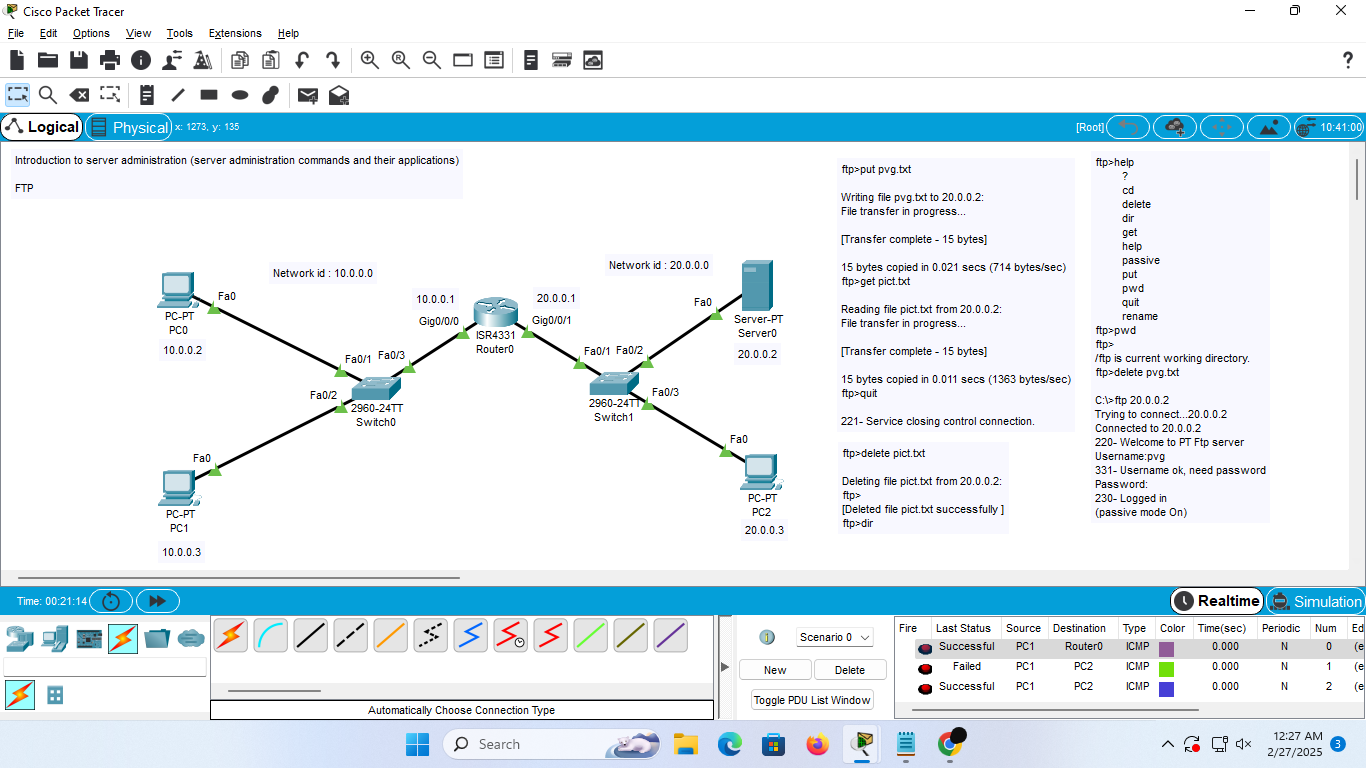 Cisco Packet Tracer
File Edit Options View Tools Extensions Help
?
Logical Physical x: 1273, y: 135 [Root] 10:41:00
Introduction to server administration (server administration commands and their applications)
FTP
Network id : 10.0.0.0
Network id : 20.0.0.0
Fa0
PC-PT
PC0
10.0.0.2
10.0.0.1
Gig0/0/0
20.0.0.1
Gig0/0/1
ISR4331
Router0
Fa0
Server-PT
Server0
20.0.0.2
Fa0/1 Fa0/3
Fa0/2
2960-24TT
Switch0
Fa0/1 Fa0/2
Fa0/3
2960-24TT
Switch1
Fa0
PC-PT
PC1
10.0.0.3
Fa0
PC-PT
PC2
20.0.0.3
ftp>put pvg.txt
Writing file pvg.txt to 20.0.0.2:
File transfer in progress...
[Transfer complete - 15 bytes]
15 bytes copied in 0.021 secs (714 bytes/sec)
ftp>get pict.txt
Reading file pict.txt from 20.0.0.2:
File transfer in progress...
[Transfer complete - 15 bytes]
15 bytes copied in 0.011 secs (1363 bytes/sec)
ftp>quit
221- Service closing control connection.
ftp>delete pict.txt
Deleting file pict.txt from 20.0.0.2:
ftp>
[Deleted file pict.txt successfully ]
ftp>dir
ftp>help
?
cd
delete
dir
get
help
passive
put
pwd
quit
rename
ftp>pwd
ftp>
/ftp is current working directory.
ftp>delete pvg.txt
C:\>ftp 20.0.0.2
Trying to connect...20.0.0.2
Connected to 20.0.0.2
220- Welcome to PT Ftp server
Username:pvg
331- Username ok, need password
Password:
230- Logged in
(passive mode On)
Time: 00:21:14 Realtime Simulation
Automatically Choose Connection Type
Scenario 0
New Delete
Toggle PDU List Window
Fire Last Status Source Destination Type Color Time(sec) Periodic Num Ed
Successful PC1 Router0 ICMP 0.000 N 0 (e
Failed PC1 PC2 ICMP 0.000 N 1 (e
Successful PC1 PC2 ICMP 0.000 N 2 (e
Search
12:27 AM
2/27/2025
3